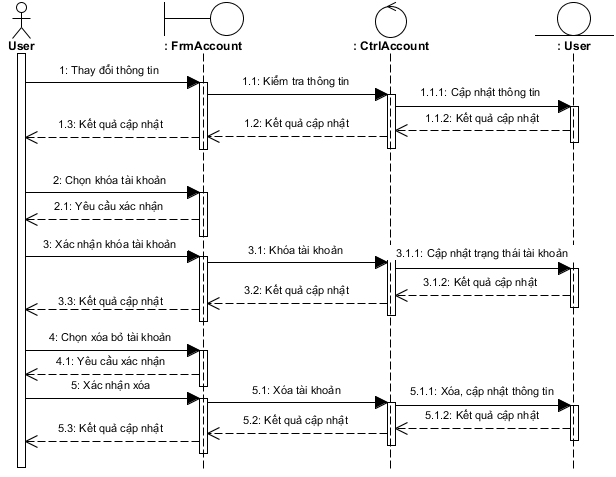 User
: FrmAccount
: CtrlAccount
: User
1: Thay đổi thông tin
1.1: Kiểm tra thông tin
1.1.1: Cập nhật thông tin
1.1.2: Kết quả cập nhật
1.2: Kết quả cập nhật
1.3: Kết quả cập nhật
2: Chọn khóa tài khoản
2.1: Yêu cầu xác nhận
3: Xác nhận khóa tài khoản
3.1: Khóa tài khoản
3.1.1: Cập nhật trạng thái tài khoản
3.1.2: Kết quả cập nhật
3.2: Kết quả cập nhật
3.3: Kết quả cập nhật
4: Chọn xóa bỏ tài khoản
4.1: Yêu cầu xác nhận
5: Xác nhận xóa
5.1: Xóa tài khoản
5.1.1: Xóa, cập nhật thông tin
5.1.2: Kết quả cập nhật
5.2: Kết quả cập nhật
5.3: Kết quả cập nhật